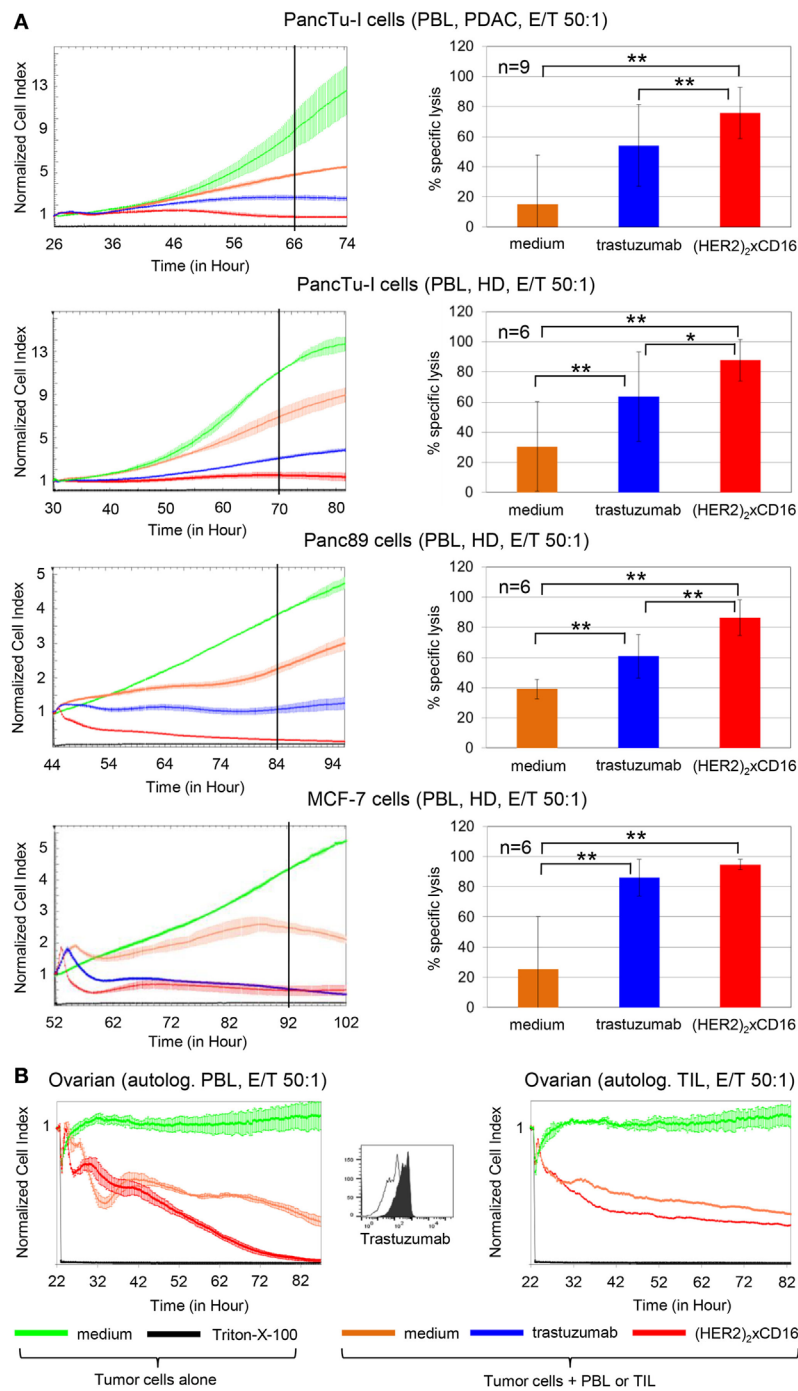 A
PancTu-I cells (PBL, PDAC, E/T 50:1)
Normalized Cell Index
13
9
5
1
26 36 46 56 66 74
Time (in Hour)
% specific lysis
120
100
80
60
40
20
0
n=9
**
**
medium trastuzumab (HER2)₂xCD16
PancTu-I cells (PBL, HD, E/T 50:1)
Normalized Cell Index
13
9
5
1
30 40 50 60 70 80
Time (in Hour)
% specific lysis
120
100
80
60
40
20
0
n=6
**
*
**
medium trastuzumab (HER2)₂xCD16
Panc89 cells (PBL, HD, E/T 50:1)
Normalized Cell Index
5
4
3
2
1
44 54 64 74 84 94
Time (in Hour)
% specific lysis
120
100
80
60
40
20
0
n=6
**
**
**
medium trastuzumab (HER2)₂xCD16
MCF-7 cells (PBL, HD, E/T 50:1)
Normalized Cell Index
5
4
3
2
1
52 62 72 82 92 102
Time (in Hour)
% specific lysis
120
100
80
60
40
20
0
n=6
**
**
medium trastuzumab (HER2)₂xCD16
B
Ovarian (autolog. PBL, E/T 50:1)
Normalized Cell Index
1
22 32 42 52 62 72 82
Time (in Hour)
150
100
50
0
10⁰ 10² 10⁴
Trastuzumab
Ovarian (autolog. TIL, E/T 50:1)
Normalized Cell Index
1
22 32 42 52 62 72 82
Time (in Hour)
medium Triton-X-100 medium trastuzumab (HER2)₂xCD16
Tumor cells alone Tumor cells + PBL or TIL